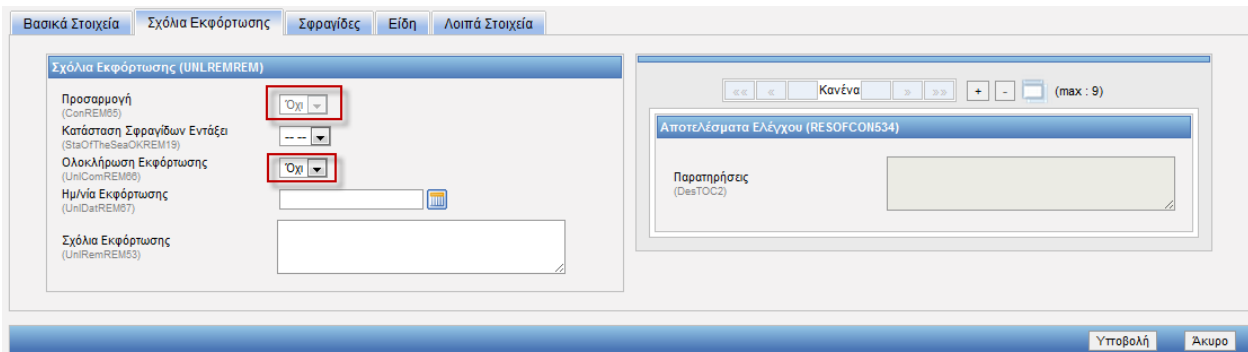 Βασικά Στοιχεία Σχόλια Εκφόρτωσης Σφραγίδες Είδη Λοιπά Στοιχεία
Σχόλια Εκφόρτωσης (UNLREMREM)
Προσαρμογή
(ConREM65)
Όχι
Κατάσταση Σφραγίδων Εντάξει
(StaOfTheSeaOKREM19)
-- --
Ολοκλήρωση Εκφόρτωσης
(UnlComREM66)
Όχι
Ημ/νία Εκφόρτωσης
(UnlDatREM67)
Σχόλια Εκφόρτωσης
(UnlRemREM53)
<< < Κανένα > >> + - (max : 9)
Αποτελέσματα Ελέγχου (RESOFCON534)
Παρατηρήσεις
(DesTOC2)
Υποβολή Άκυρο